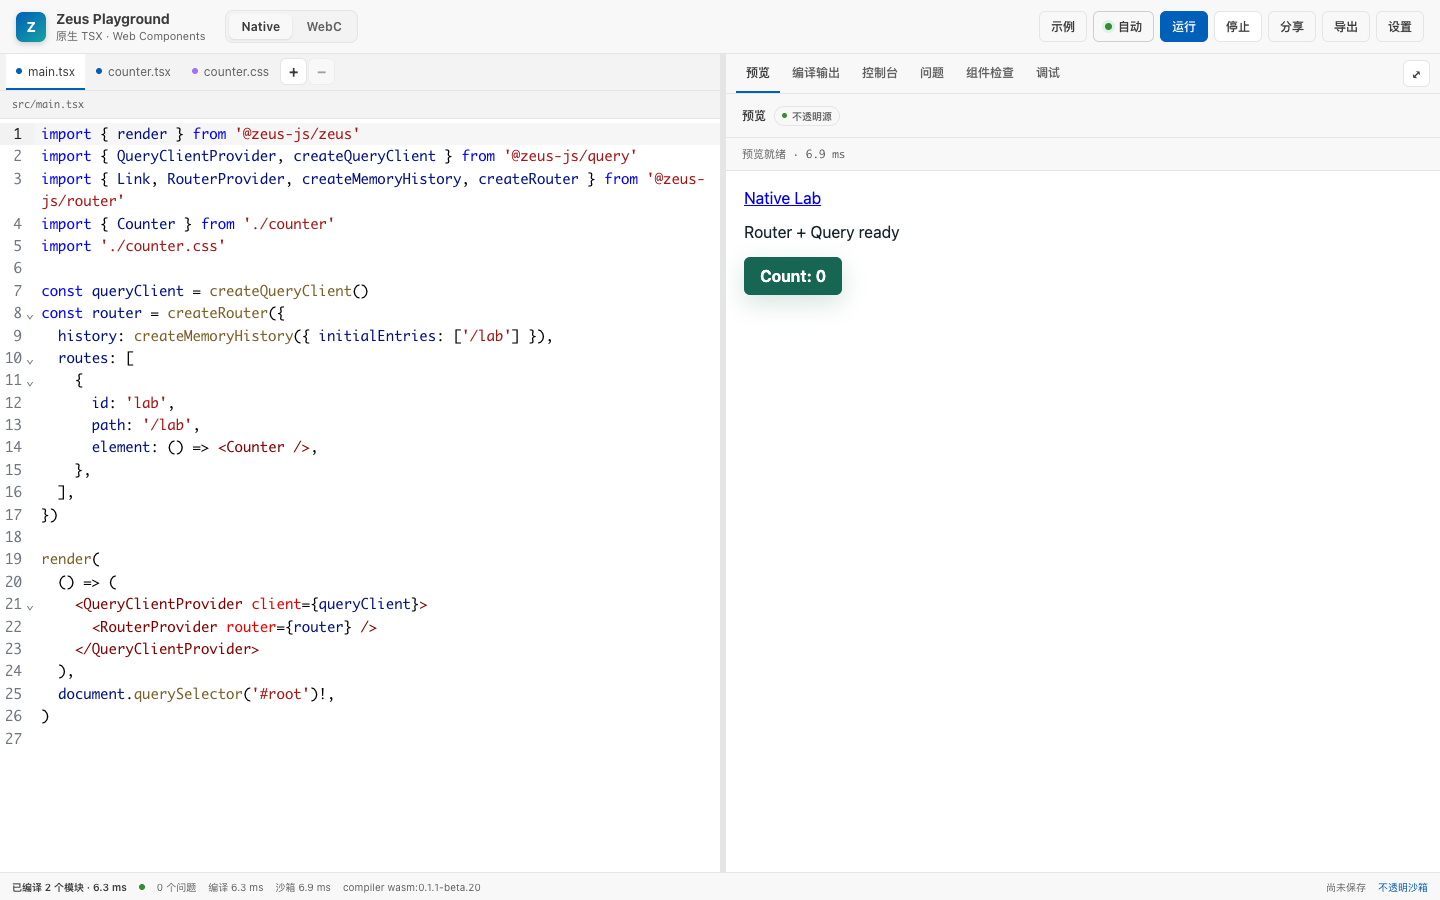 Z
Zeus Playground
原生 TSX · Web Components
Native
WebC
示例
自动
运行
停止
分享
导出
设置
main.tsx
counter.tsx
counter.css
+
−
src/main.tsx
1 import { render } from '@zeus-js/zeus'
2 import { QueryClientProvider, createQueryClient } from '@zeus-js/query'
3 import { Link, RouterProvider, createMemoryHistory, createRouter } from '@zeus-
js/router'
4 import { Counter } from './counter'
5 import './counter.css'
6
7 const queryClient = createQueryClient()
8 const router = createRouter({
9   history: createMemoryHistory({ initialEntries: ['/lab'] }),
10   routes: [
11     {
12       id: 'lab',
13       path: '/lab',
14       element: () => <Counter />,
15     },
16   ],
17 })
18
19 render(
20   () => (
21     <QueryClientProvider client={queryClient}>
22       <RouterProvider router={router} />
23     </QueryClientProvider>
24   ),
25   document.querySelector('#root')!,
26 )
27
预览
编译输出
控制台
问题
组件检查
调试
预览
不透明源
预览就绪 · 6.9 ms
Native Lab
Router + Query ready
Count: 0
已编译 2 个模块 · 6.3 ms
0 个问题
编译 6.3 ms
沙箱 6.9 ms
compiler wasm:0.1.1-beta.20
尚未保存
不透明沙箱